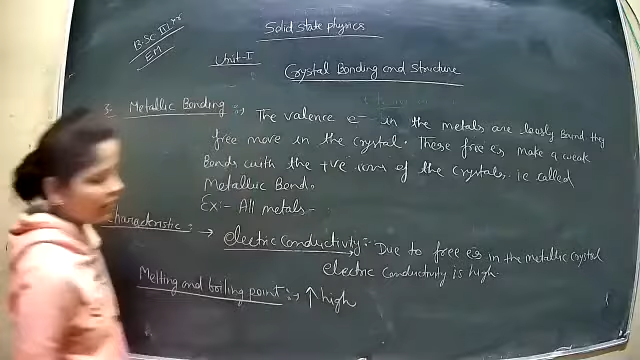 B.Sc III yr
EM
Solid state physics
Unit-I
Crystal Bonding and Structure
3. Metallic Bonding :→ The valence e⁻ in the metals are loosly Baind. they
free move in the crystal. These free e⁻s make a weak
Bonds with the +ve ions of the crystals. i.e called
Metallic Bond.
Ex:- All metals -
characteristic :- → electric conductivity :- Due to free e⁻s in the metallic crystal
electric conductivity is high.
Melting and boiling point :→ ↑ high